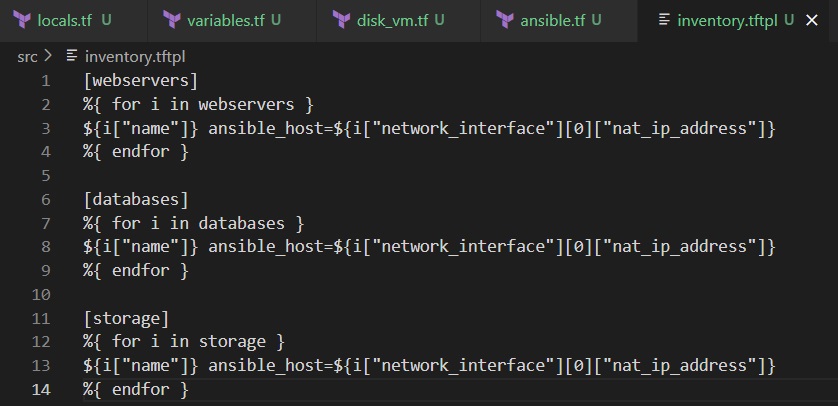 locals.tf U variables.tf U disk_vm.tf U ansible.tf U inventory.tftpl U
src > inventory.tftpl
1 [webservers]
2 %{ for i in webservers }
3 ${i["name"]} ansible_host=${i["network_interface"][0]["nat_ip_address"]}
4 %{ endfor }
5
6 [databases]
7 %{ for i in databases }
8 ${i["name"]} ansible_host=${i["network_interface"][0]["nat_ip_address"]}
9 %{ endfor }
10
11 [storage]
12 %{ for i in storage }
13 ${i["name"]} ansible_host=${i["network_interface"][0]["nat_ip_address"]}
14 %{ endfor }